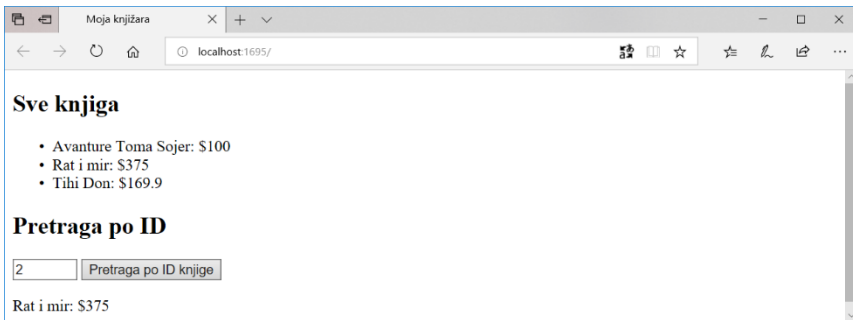 Moja knjižara
localhost:1695/
Sve knjiga
• Avanture Toma Sojer: $100
• Rat i mir: $375
• Tihi Don: $169.9
Pretraga po ID
2 Pretraga po ID knjige
Rat i mir: $375